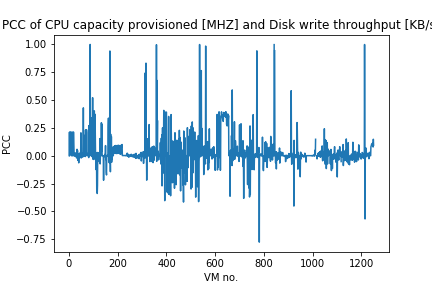 PCC of CPU capacity provisioned [MHZ] and Disk write throughput [KB/s
1.00
0.75
0.50
0.25
0.00
−0.25
−0.50
−0.75
PCC
0 200 400 600 800 1000 1200
VM no.